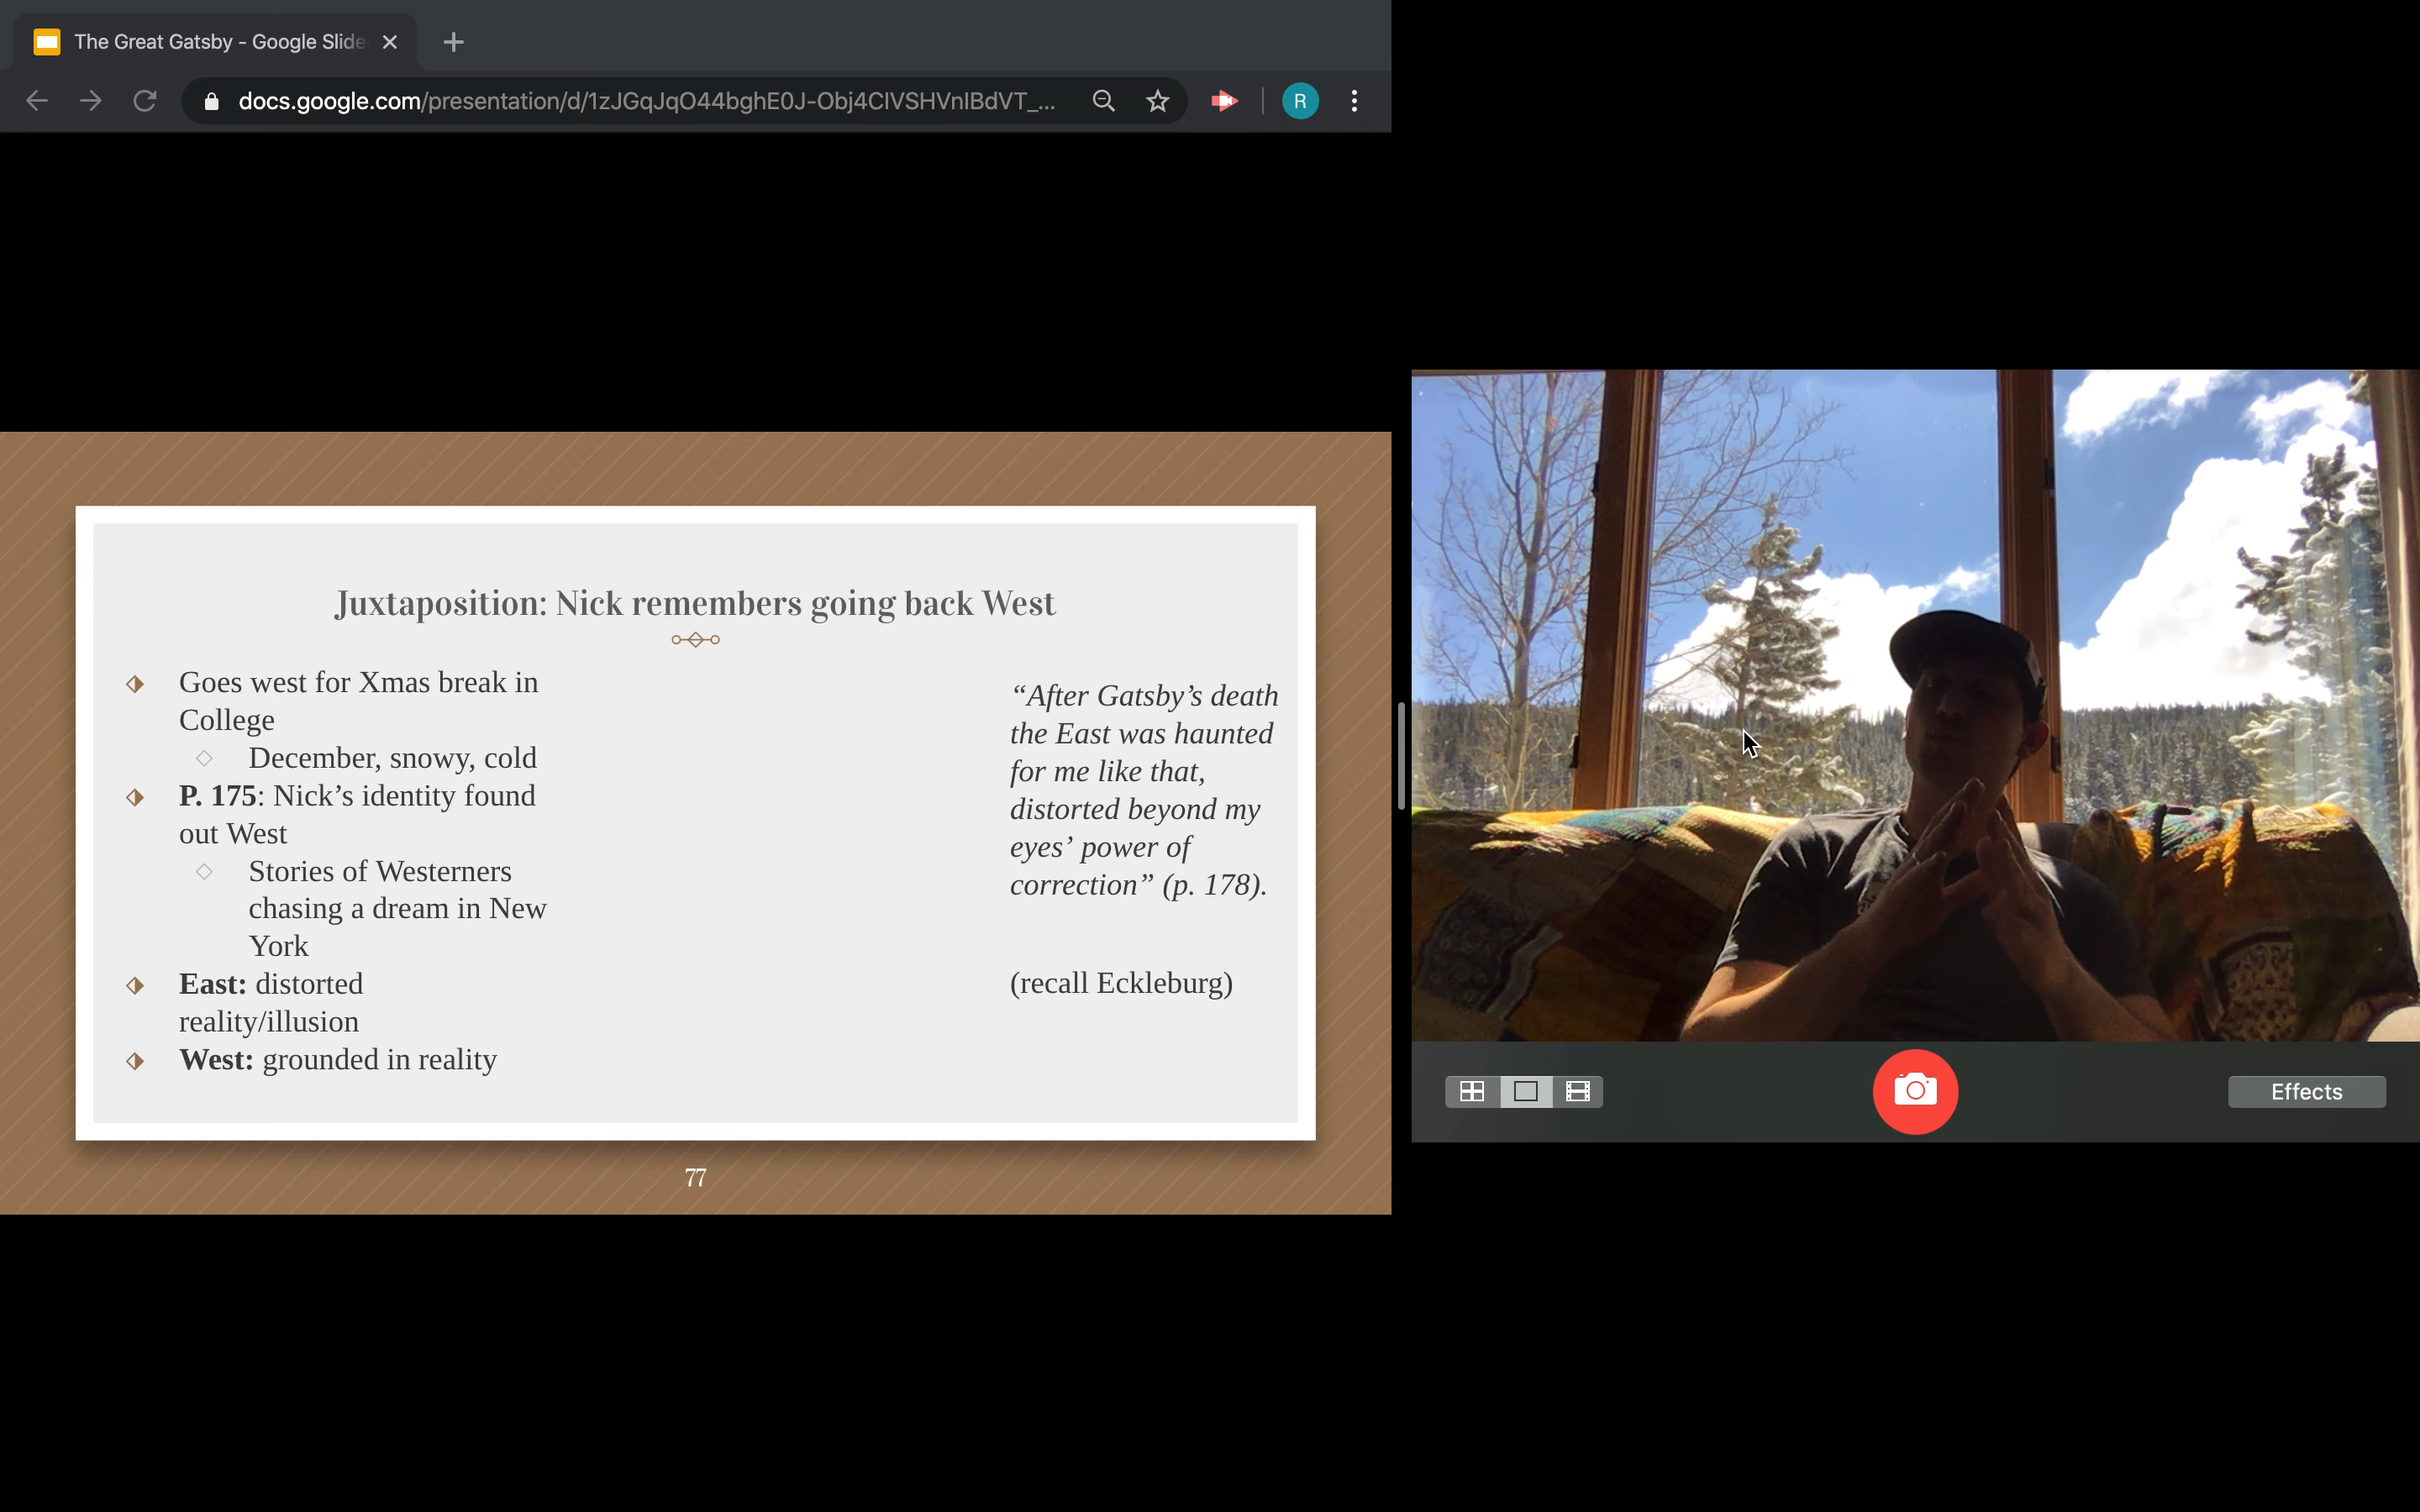 The Great Gatsby - Google Slide
docs.google.com/presentation/d/1zJGqJqO44bghE0J-Obj4CIVSHVnIBdVT_...
R
Juxtaposition: Nick remembers going back West
Goes west for Xmas break in
College
December, snowy, cold
P. 175: Nick’s identity found
out West
Stories of Westerners
chasing a dream in New
York
East: distorted
reality/illusion
West: grounded in reality
“After Gatsby’s death
the East was haunted
for me like that,
distorted beyond my
eyes’ power of
correction” (p. 178).
(recall Eckleburg)
77
Effects